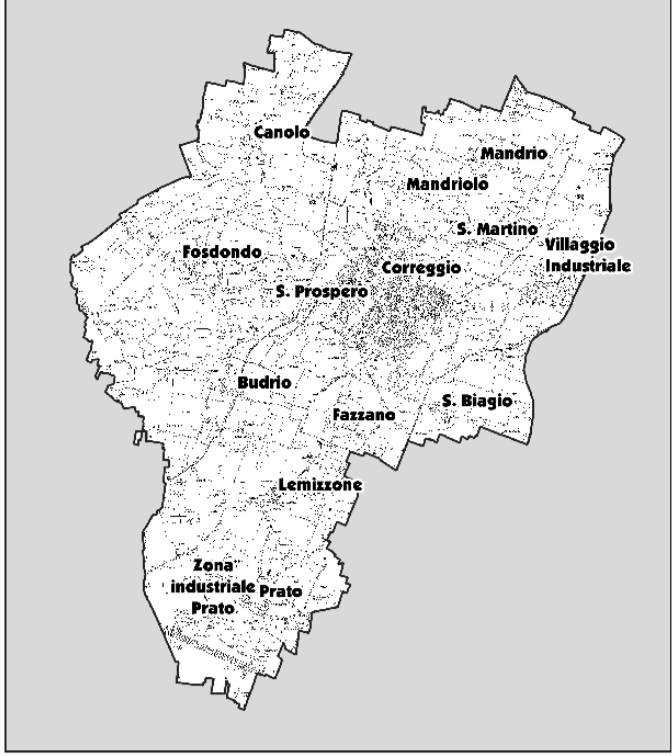 Canolo
Mandrio
Mandriolo
S. Martino
Villaggio
Industriale
Fosdondo
Correggio
S. Prospero
Budrio
S. Biagio
Fazzano
Lemizzone
Zona
industriale
Prato
Prato